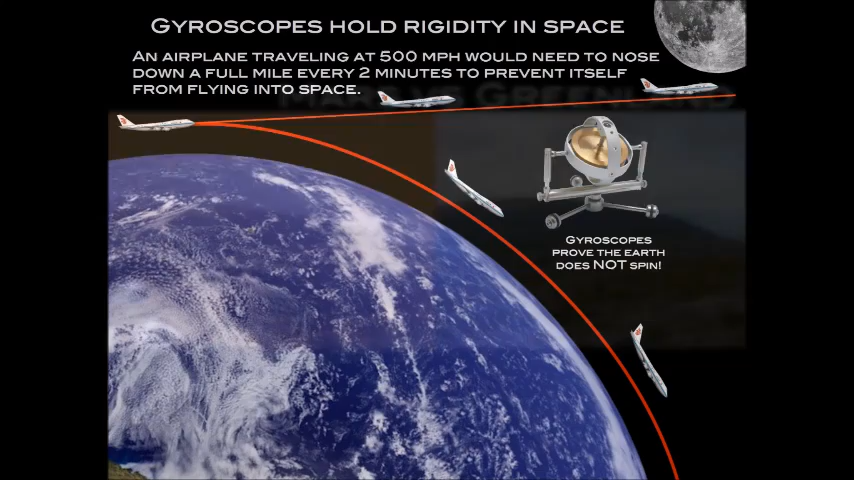 Gyroscopes hold rigidity in space
An airplane traveling at 500 mph would need to nose
down a full mile every 2 minutes to prevent itself
from flying into space.
Gyroscopes
prove the earth
does NOT spin!